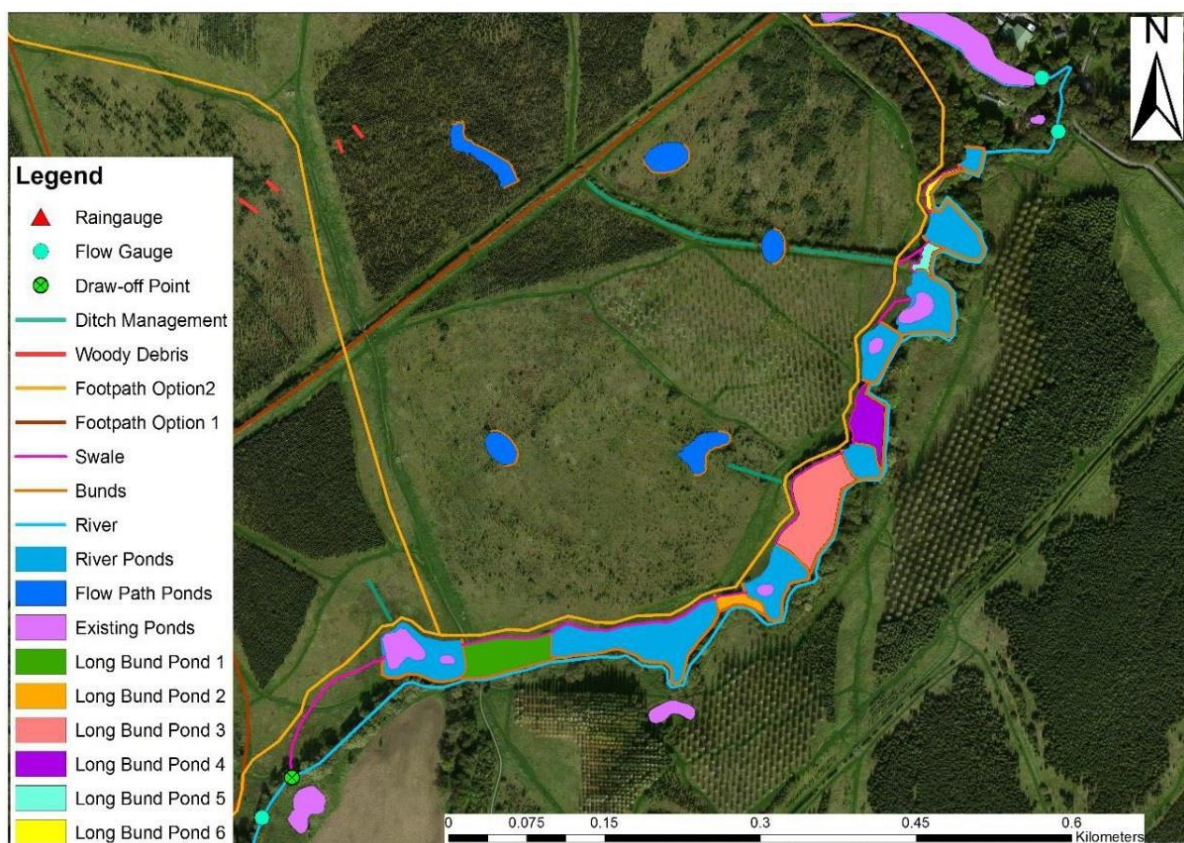 N
Legend
Raingauge
Flow Gauge
Draw-off Point
Ditch Management
Woody Debris
Footpath Option2
Footpath Option 1
Swale
Bunds
River
River Ponds
Flow Path Ponds
Existing Ponds
Long Bund Pond 1
Long Bund Pond 2
Long Bund Pond 3
Long Bund Pond 4
Long Bund Pond 5
Long Bund Pond 6
0 0.075 0.15 0.3 0.45 0.6
Kilometers